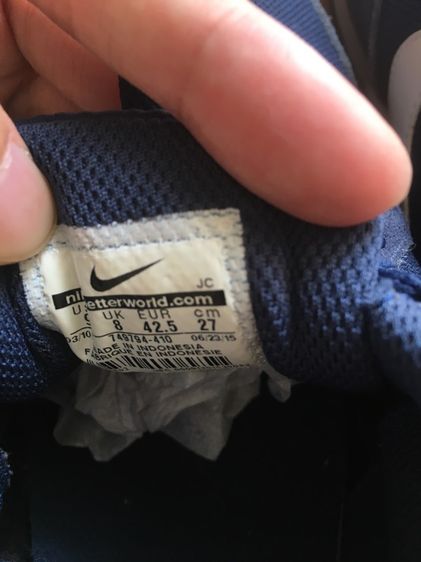 JC
nikebetterworld.com
UK EUR cm
8 42.5 27
749794-410 06/23/15
MADE IN INDONESIA
FABRIQUE EN INDONESIE